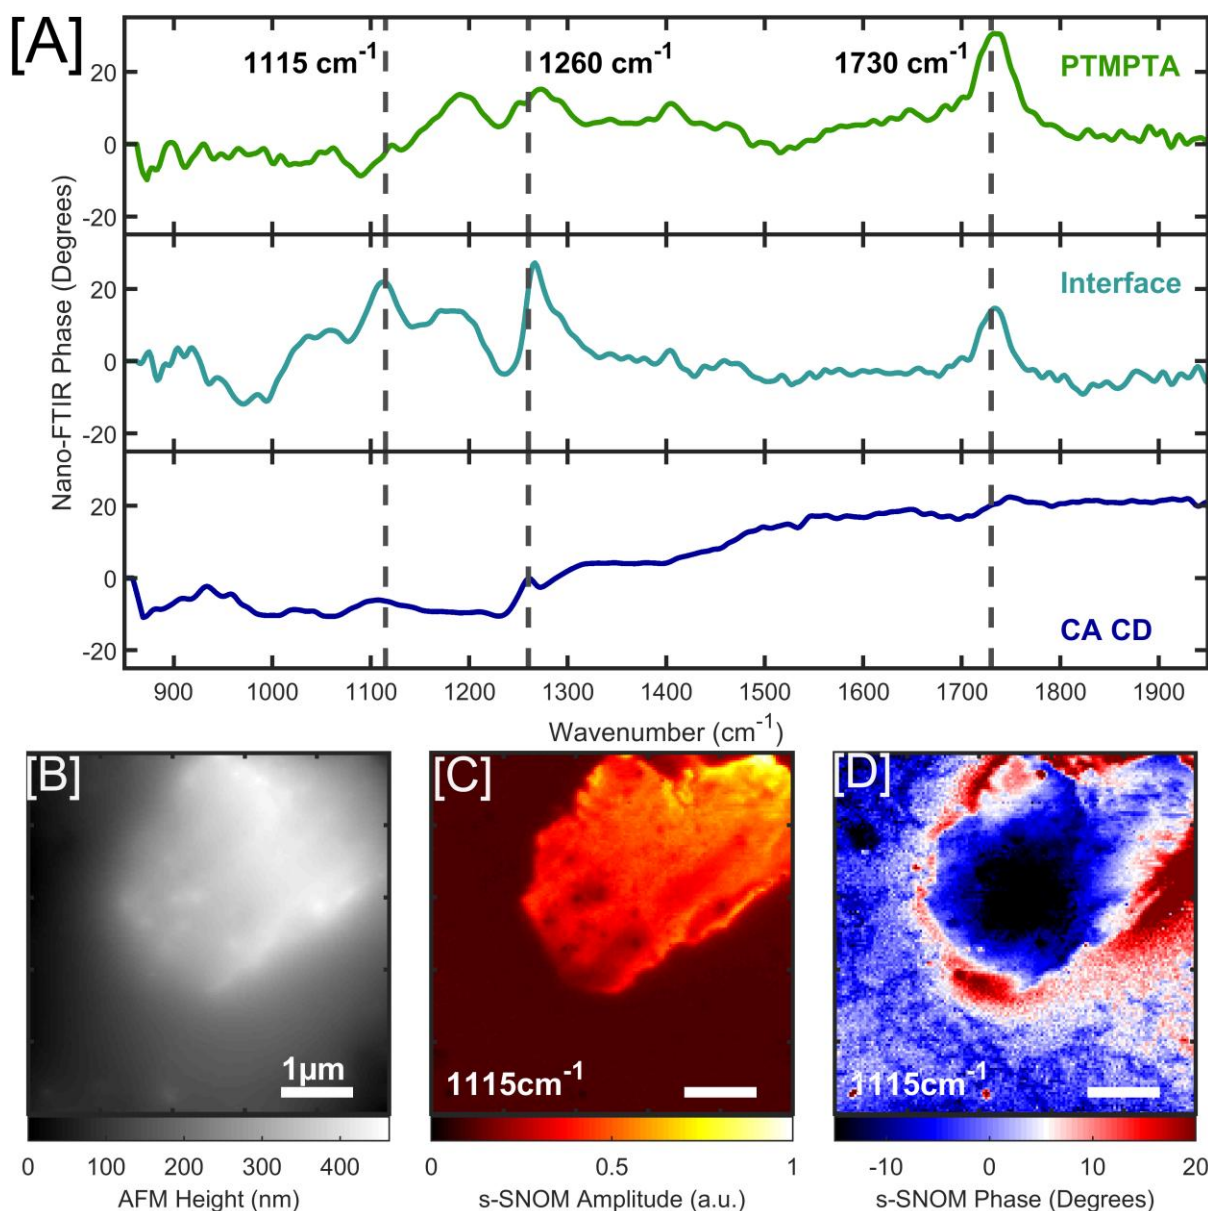 [A]
1115 cm⁻¹
1260 cm⁻¹
1730 cm⁻¹
PTMPTA
20
0
-20
Interface
20
0
-20
CA CD
20
0
-20
Nano-FTIR Phase (Degrees)
900 1000 1100 1200 1300 1400 1500 1600 1700 1800 1900
Wavenumber (cm⁻¹)
[B]
1μm
0 100 200 300 400
AFM Height (nm)
[C]
1115cm⁻¹
0 0.5 1
s-SNOM Amplitude (a.u.)
[D]
1115cm⁻¹
-10 0 10 20
s-SNOM Phase (Degrees)